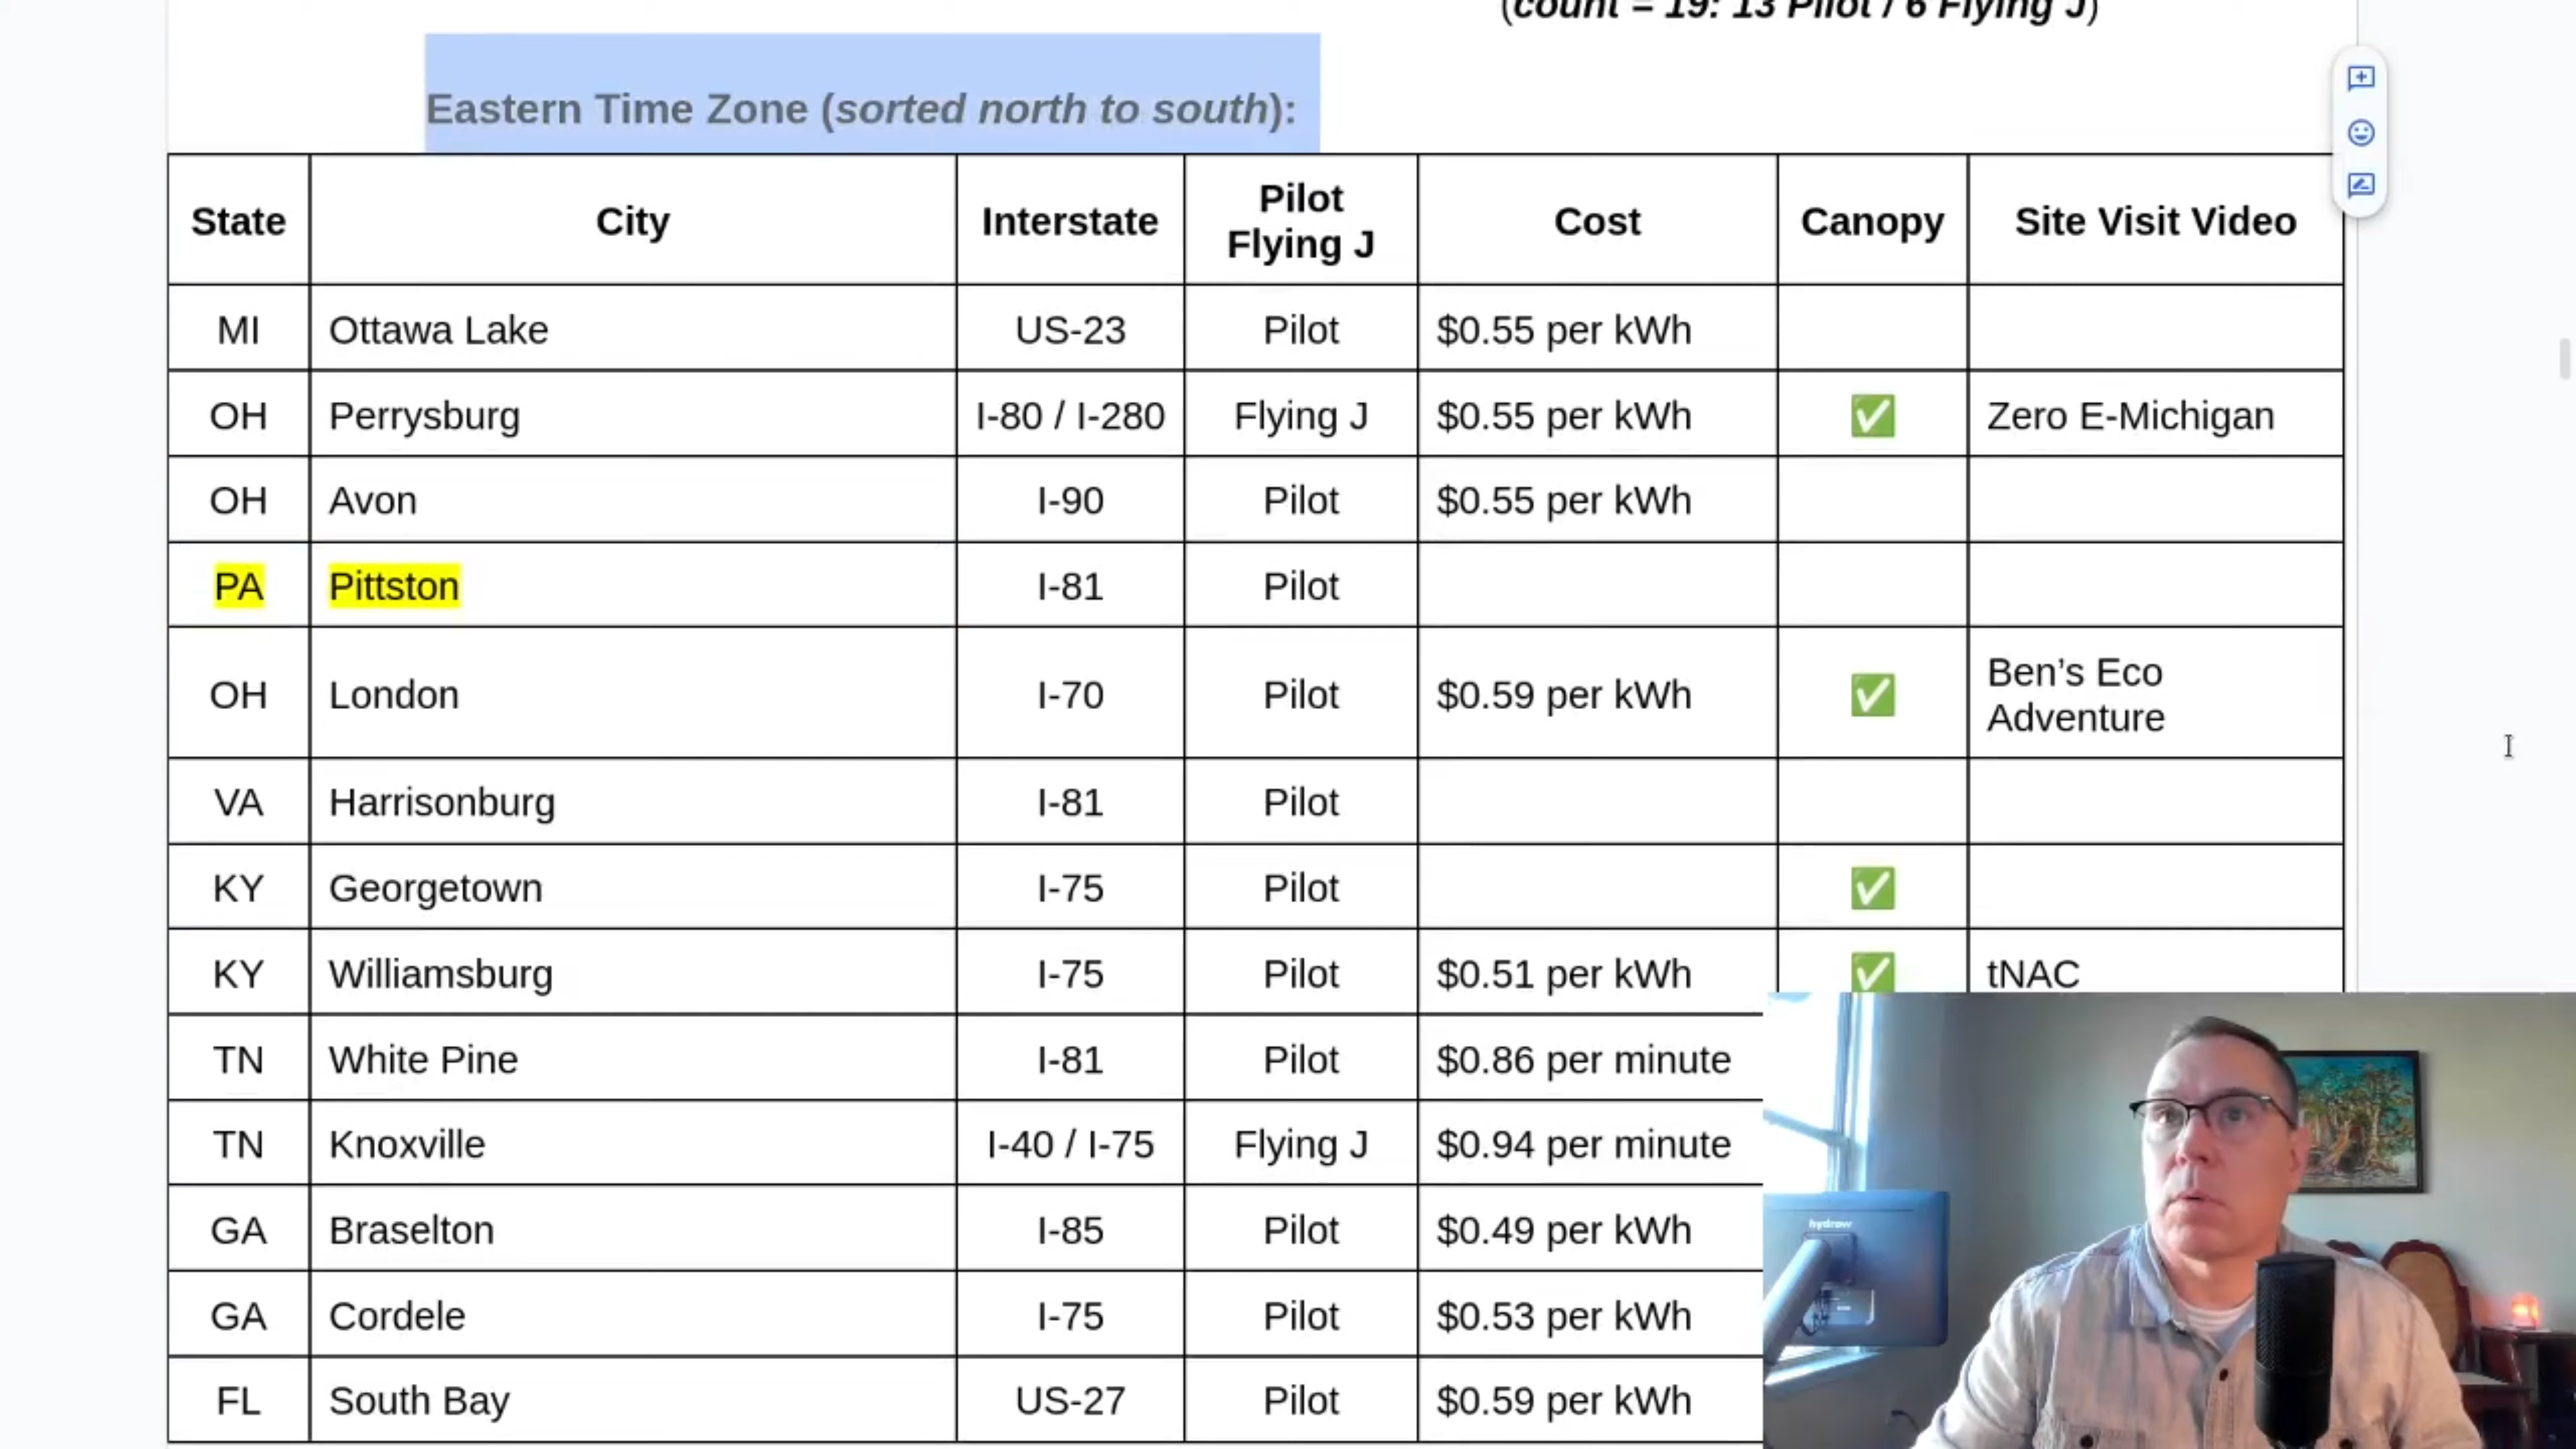 (count = 19: 13 Pilot / 6 Flying J)
Eastern Time Zone (sorted north to south):
State City Interstate Pilot Flying J Cost Canopy Site Visit Video
MI Ottawa Lake US-23 Pilot $0.55 per kWh
OH Perrysburg I-80 / I-280 Flying J $0.55 per kWh ✅ Zero E-Michigan
OH Avon I-90 Pilot $0.55 per kWh
PA Pittston I-81 Pilot
OH London I-70 Pilot $0.59 per kWh ✅ Ben’s Eco Adventure
VA Harrisonburg I-81 Pilot
KY Georgetown I-75 Pilot ✅
KY Williamsburg I-75 Pilot $0.51 per kWh ✅ tNAC
TN White Pine I-81 Pilot $0.86 per minute
TN Knoxville I-40 / I-75 Flying J $0.94 per minute
GA Braselton I-85 Pilot $0.49 per kWh
GA Cordele I-75 Pilot $0.53 per kWh
FL South Bay US-27 Pilot $0.59 per kWh
hydrow